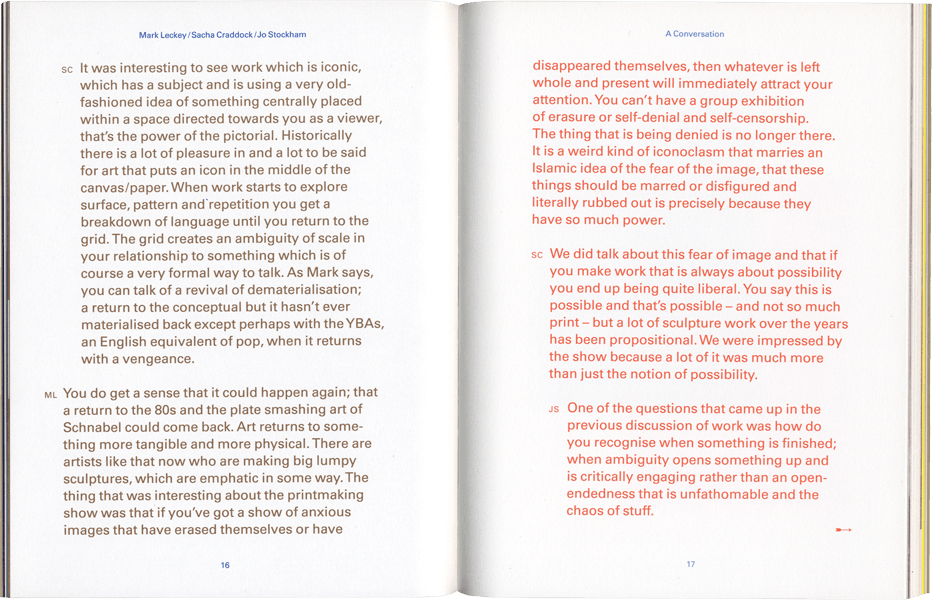 Mark Leckey/Sacha Craddock/Jo Stockham
SC It was interesting to see work which is iconic,
which has a subject and is using a very old-
fashioned idea of something centrally placed
within a space directed towards you as a viewer,
that's the power of the pictorial. Historically
there is a lot of pleasure in and a lot to be said
for art that puts an icon in the middle of the
canvas/paper. When work starts to explore
surface, pattern and repetition you get a
breakdown of language until you return to the
grid. The grid creates an ambiguity of scale in
your relationship to something which is of
course a very formal way to talk. As Mark says,
you can talk of a revival of dematerialisation;
a return to the conceptual but it hasn't ever
materialised back except perhaps with the YBAs,
an English equivalent of pop, when it returns
with a vengeance.
ML You do get a sense that it could happen again; that
a return to the 80s and the plate smashing art of
Schnabel could come back. Art returns to some-
thing more tangible and more physical. There are
artists like that now who are making big lumpy
sculptures, which are emphatic in some way. The
thing that was interesting about the printmaking
show was that if you've got a show of anxious
images that have erased themselves or have
16
A Conversation
disappeared themselves, then whatever is left
whole and present will immediately attract your
attention. You can't have a group exhibition
of erasure or self-denial and self-censorship.
The thing that is being denied is no longer there.
It is a weird kind of iconoclasm that marries an
Islamic idea of the fear of the image, that these
things should be marred or disfigured and
literally rubbed out is precisely because they
have so much power.
SC We did talk about this fear of image and that if
you make work that is always about possibility
you end up being quite liberal. You say this is
possible and that's possible – and not so much
print – but a lot of sculpture work over the years
has been propositional. We were impressed by
the show because a lot of it was much more
than just the notion of possibility.
JS One of the questions that came up in the
previous discussion of work was how do
you recognise when something is finished;
when ambiguity opens something up and
is critically engaging rather than an open-
endedness that is unfathomable and the
chaos of stuff.
17